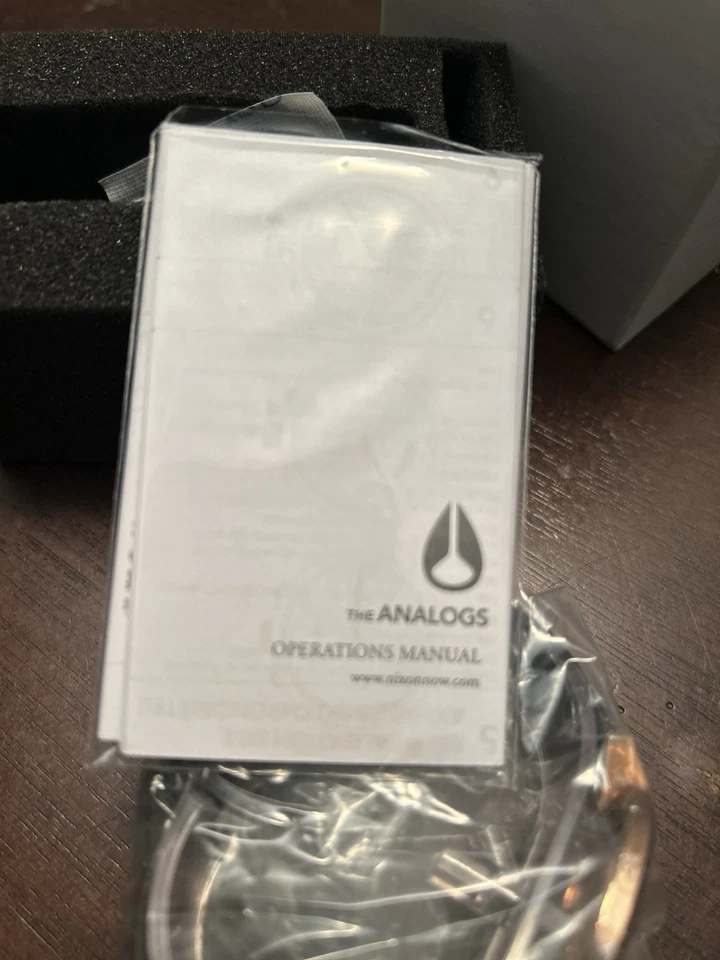 THE ANALOGS
OPERATIONS MANUAL
www.nixonnow.com